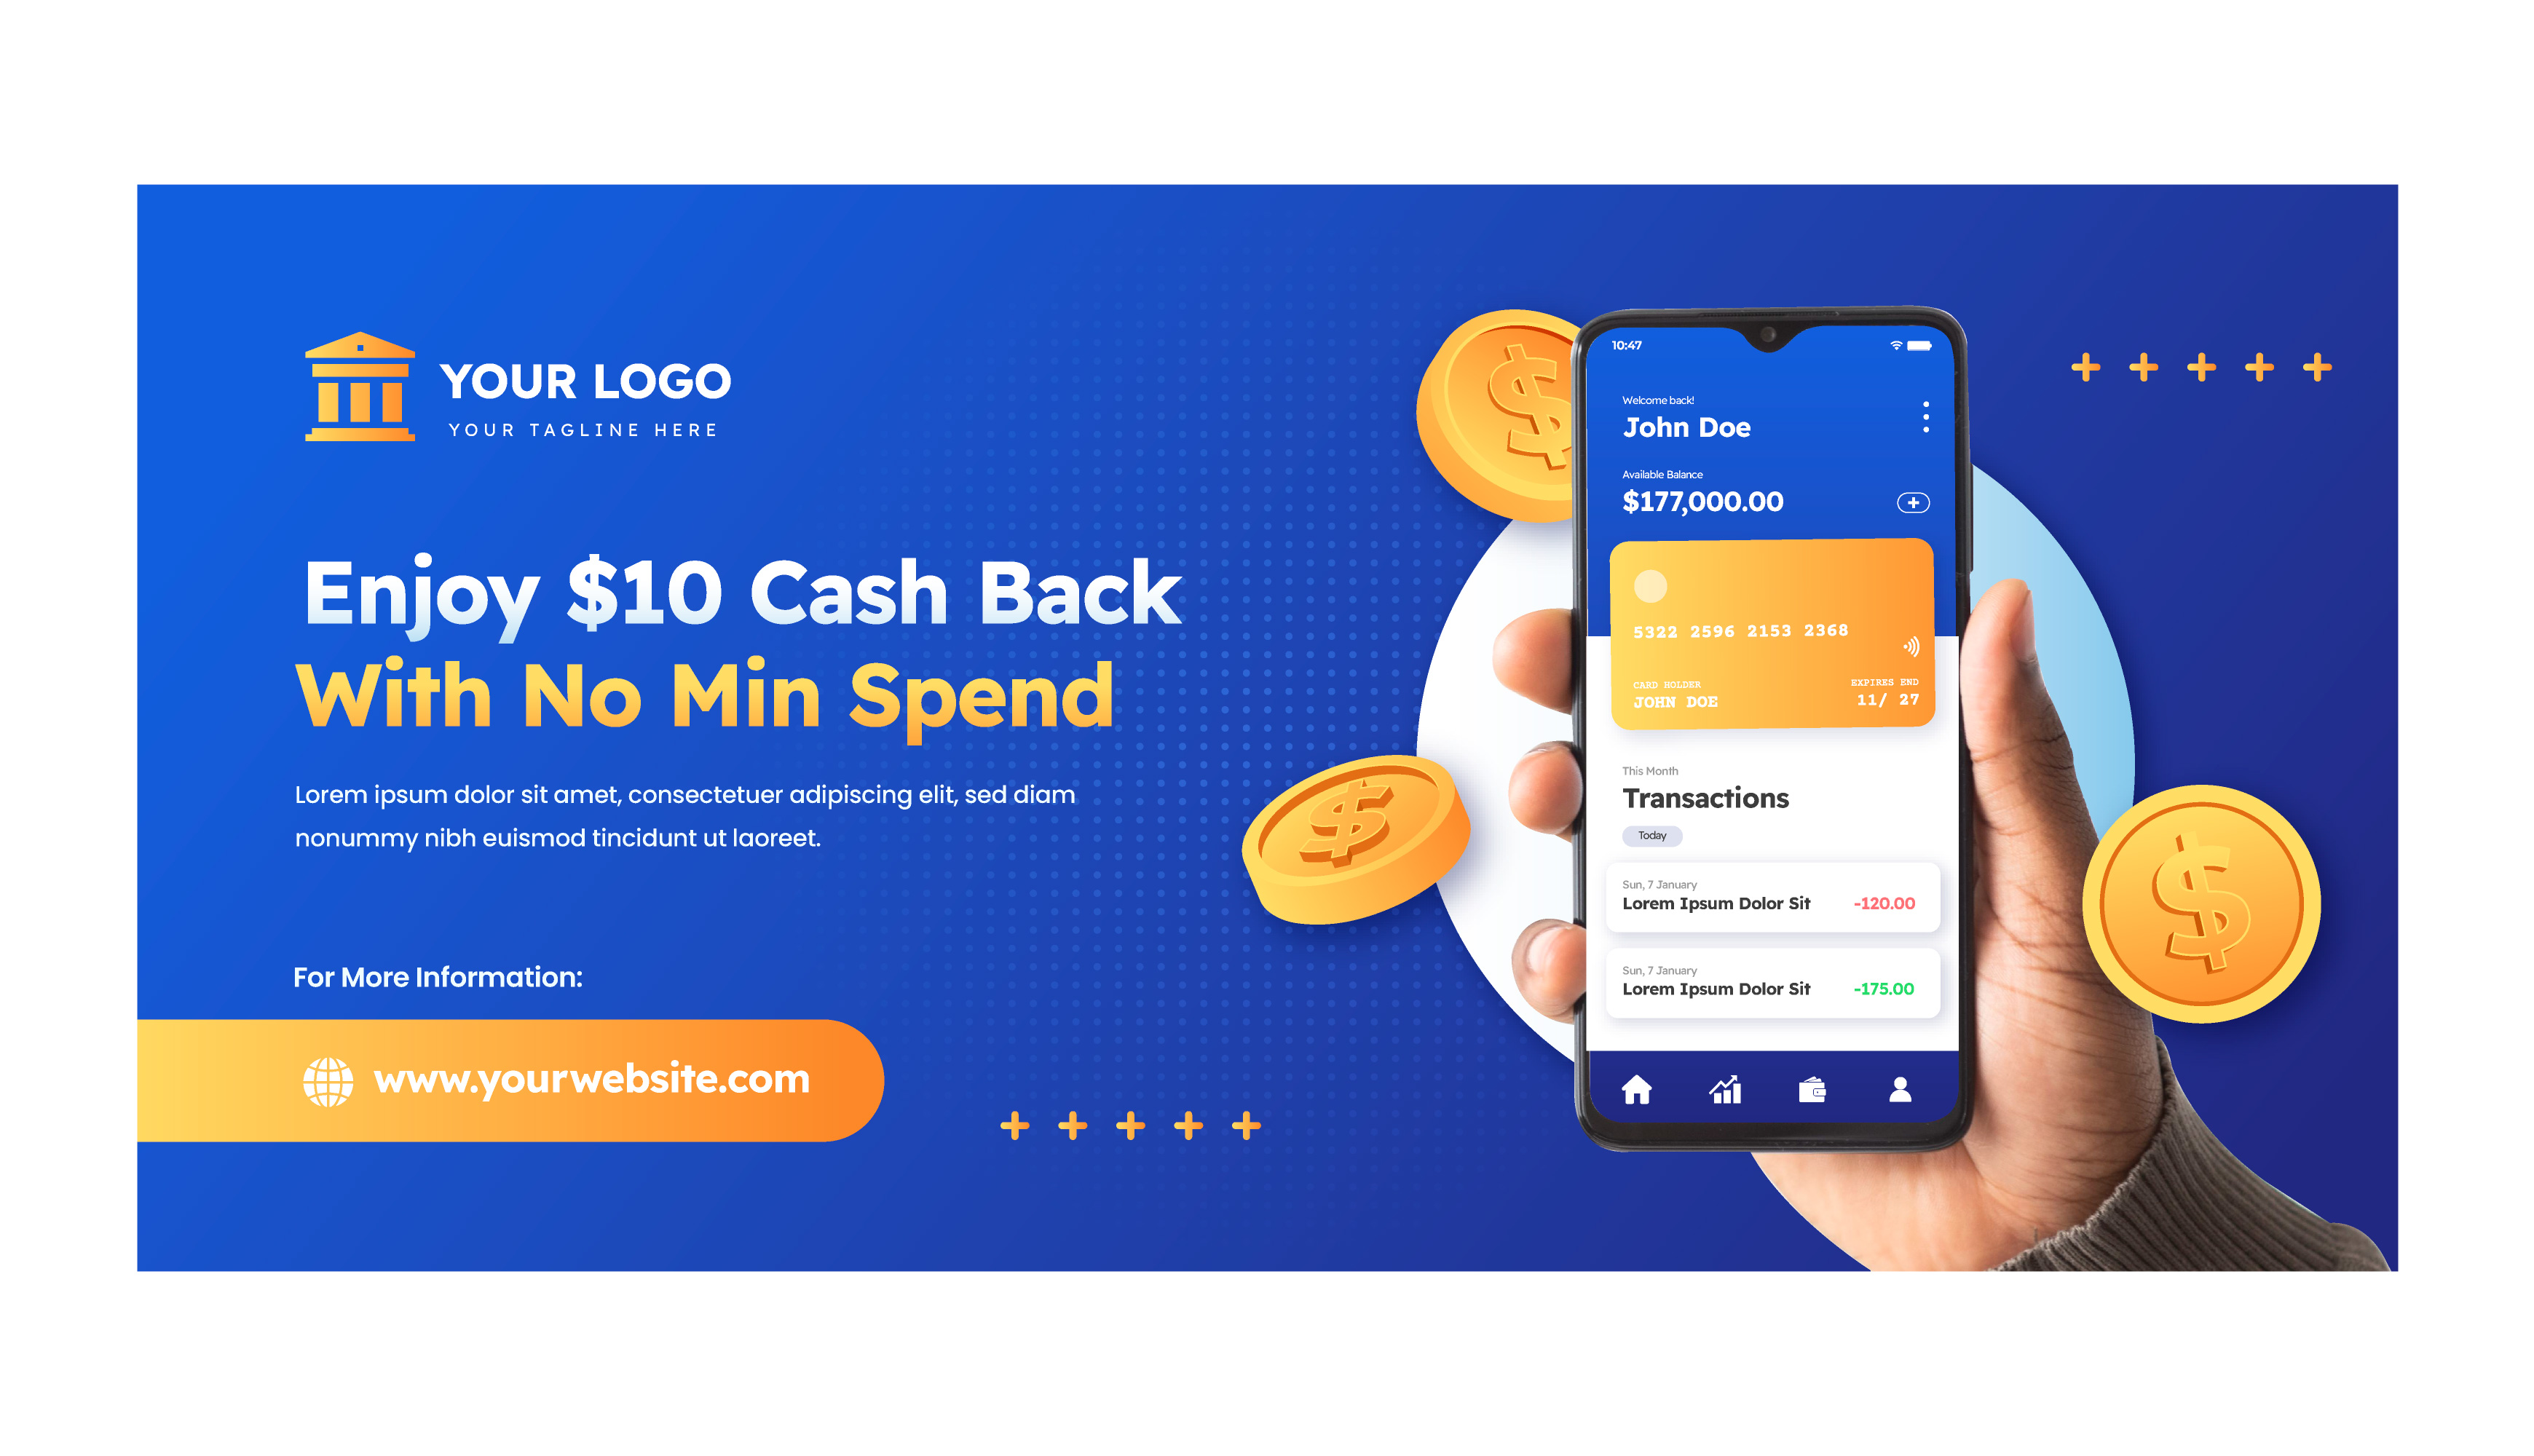 YOUR LOGO
YOUR TAGLINE HERE
Enjoy $10 Cash Back
With No Min Spend
Lorem ipsum dolor sit amet, consectetuer adipiscing elit, sed diam
nonummy nibh euismod tincidunt ut laoreet.
For More Information:
www.yourwebsite.com
10:47
Welcome back!
John Doe
Available Balance
$177,000.00
5322 2596 2153 2368
CARD HOLDER
JOHN DOE
EXPIRES END
11/ 27
This Month
Transactions
Today
Sun, 7 January
Lorem Ipsum Dolor Sit -120.00
Sun, 7 January
Lorem Ipsum Dolor Sit -175.00
$
$
$